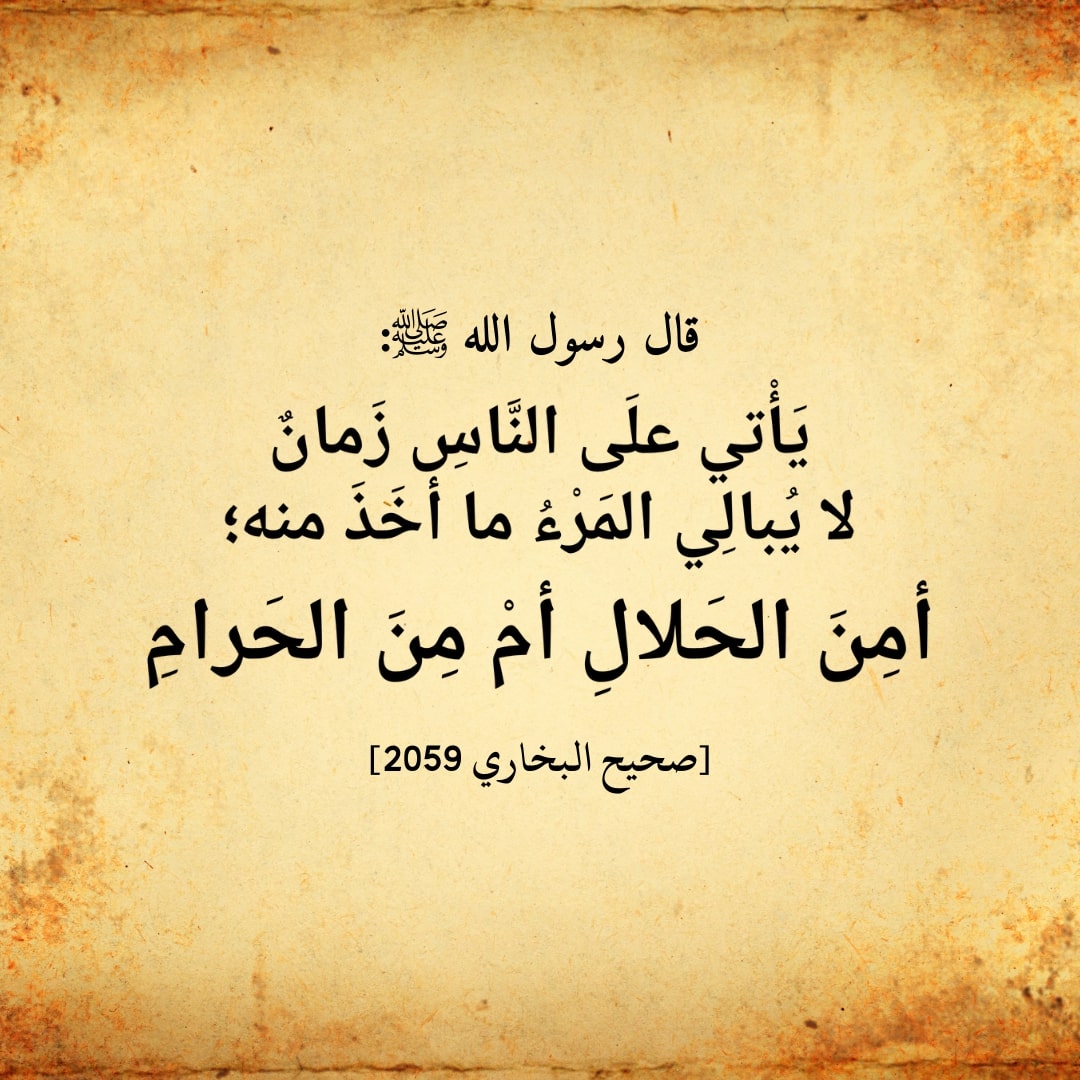 قال رسول الله ﷺ:
يَأْتي علَى النَّاسِ زَمانٌ
لا يُبالِي المَرْءُ ما أخَذَ منه؛
أمِنَ الحَلالِ أمْ مِنَ الحَرامِ
[صحيح البخاري 2059]